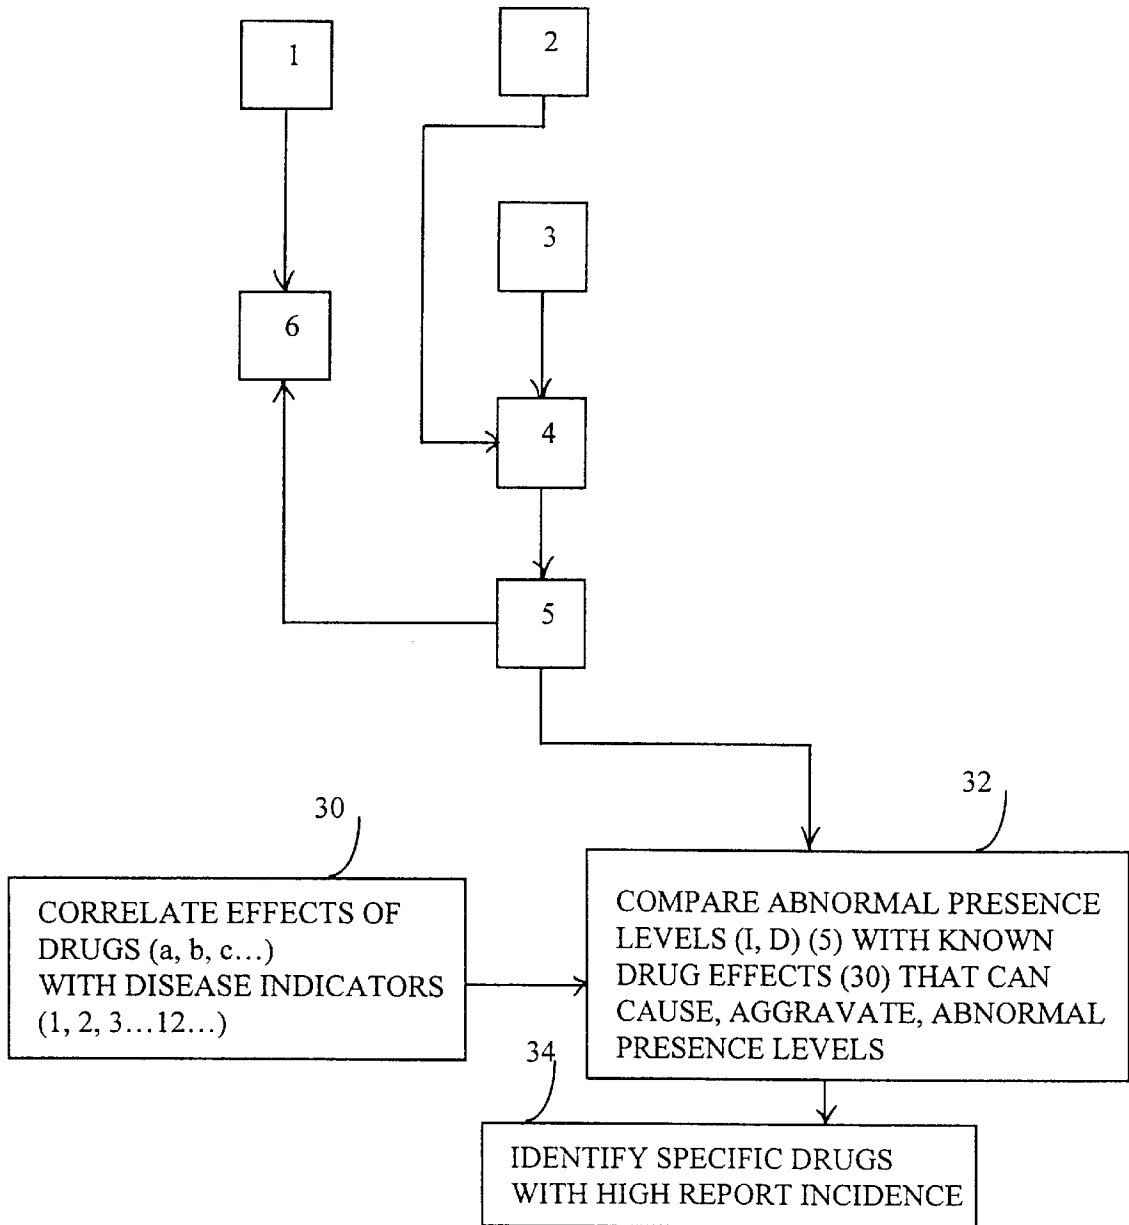 1
2
3
6
4
5
32
30
CORRELATE EFFECTS OF
DRUGS (a, b, c...)
WITH DISEASE INDICATORS
(1, 2, 3...12...)
COMPARE ABNORMAL PRESENCE
LEVELS (I, D) (5) WITH KNOWN
DRUG EFFECTS (30) THAT CAN
CAUSE, AGGRAVATE, ABNORMAL
PRESENCE LEVELS
34
IDENTIFY SPECIFIC DRUGS
WITH HIGH REPORT INCIDENCE